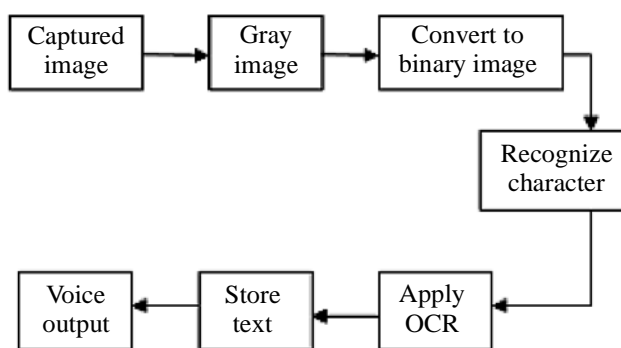 Captured
image
Gray
image
Convert to
binary image
Recognize
character
Apply
OCR
Store
text
Voice
output